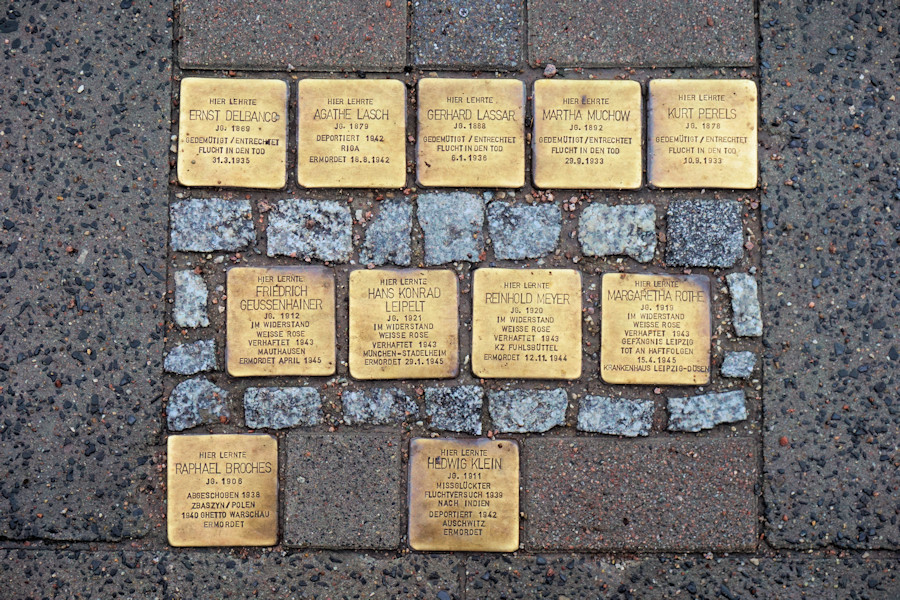 HIER LEHRTE
ERNST DELBANCO
JG. 1869
GEDEMÜTIGT/ENTRECHTET
FLUCHT IN DEN TOD
31.3.1935
HIER LEHRTE
AGATHE LASCH
JG. 1879
DEPORTIERT 1942
RIGA
ERMORDET 18.8.1942
HIER LEHRTE
GERHARD LASSAR
JG. 1888
GEDEMÜTIGT/ENTRECHTET
FLUCHT IN DEN TOD
6.1.1936
HIER LEHRTE
MARTHA MUCHOW
JG. 1892
GEDEMÜTIGT/ENTRECHTET
FLUCHT IN DEN TOD
29.9.1933
HIER LEHRTE
KURT PERELS
JG. 1878
GEDEMÜTIGT/ENTRECHTET
FLUCHT IN DEN TOD
10.9.1933
HIER LERNTE
FRIEDRICH
GEUSSENHAINER
JG. 1912
IM WIDERSTAND
WEISSE ROSE
VERHAFTET 1943
MAUTHAUSEN
ERMORDET APRIL 1945
HIER LERNTE
HANS KONRAD
LEIPELT
JG. 1921
IM WIDERSTAND
WEISSE ROSE
VERHAFTET 1943
MÜNCHEN-STADELHEIM
ERMORDET 29.1.1945
HIER LERNTE
REINHOLD MEYER
JG. 1920
IM WIDERSTAND
WEISSE ROSE
VERHAFTET 1943
KZ FUHLSBÜTTEL
ERMORDET 12.11.1944
HIER LERNTE
MARGARETHA ROTHE
JG. 1919
IM WIDERSTAND
WEISSE ROSE
VERHAFTET 1943
GEFÄNGNIS LEIPZIG
TOT AN HAFTFOLGEN
15.4.1945
KRANKENHAUS LEIPZIG-DÖSEN
HIER LERNTE
RAPHAEL BROCHES
JG. 1906
ABGESCHOBEN 1938
ZBASZYN/POLEN
1940 GHETTO WARSCHAU
ERMORDET
HIER LERNTE
HEDWIG KLEIN
JG. 1911
MISSGLÜCKTER
FLUCHTVERSUCH 1939
NACH INDIEN
DEPORTIERT 1942
AUSCHWITZ
ERMORDET